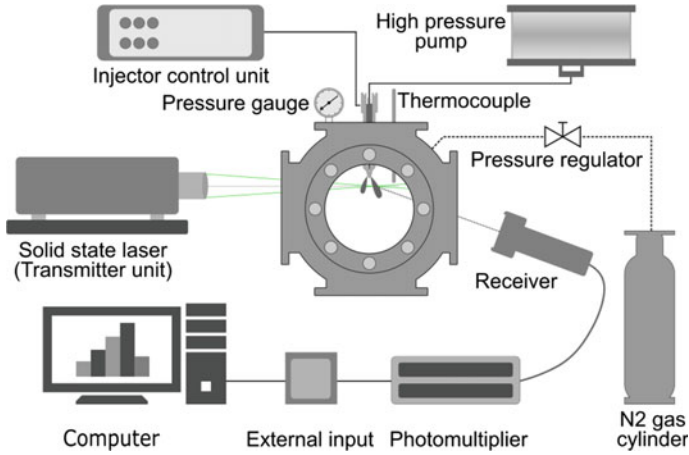 High pressure
pump
Injector control unit
Pressure gauge
Thermocouple
Pressure regulator
Solid state laser
(Transmitter unit)
Receiver
N2 gas
cylinder
Computer
External input
Photomultiplier